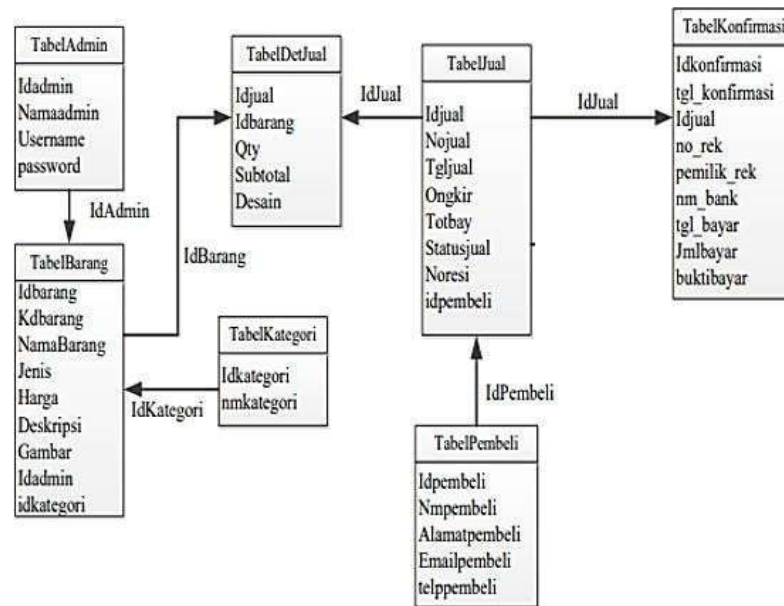 TabelAdmin
Idadmin
Namaadmin
Username
password
IdAdmin
TabelDetJual
Idjual
Idbarang
Qty
Subtotal
Desain
IdJual
TabelJual
Idjual
Nojual
Tgljual
Ongkir
Totbay
Statusjual
Noresi
idpembeli
IdJual
TabelKonfirmasi
Idkonfirmasi
tgl_konfirmasi
Idjual
no_rek
pemilik_rek
nm_bank
tgl_bayar
Jmlbayar
buktibayar
TabelBarang
Idbarang
Kdbarang
NamaBarang
Jenis
Harga
Deskripsi
Gambar
Idadmin
idkategori
IdBarang
TabelKategori
Idkategori
nmkategori
IdKategori
IdPembeli
TabelPembeli
Idpembeli
Nmpembeli
Alamatpembeli
Emailpembeli
telppembeli